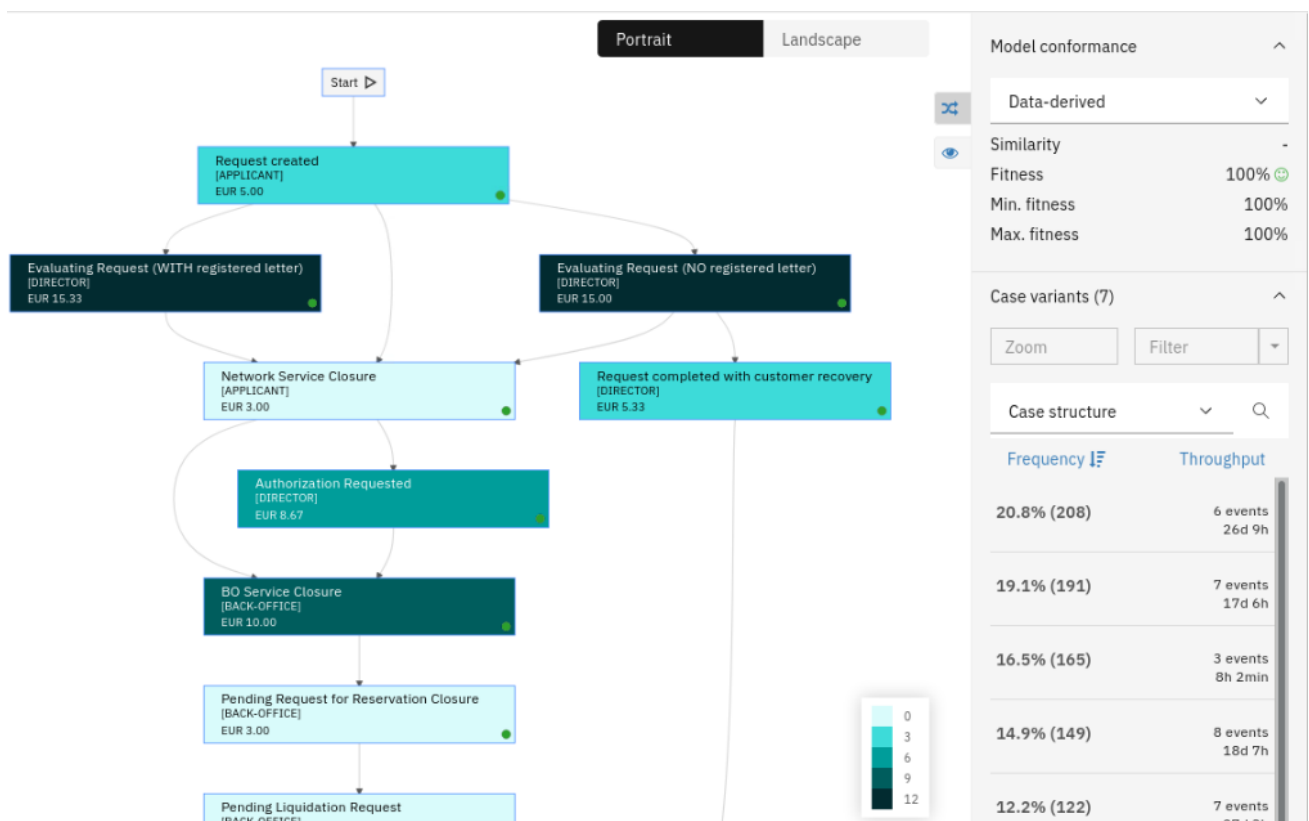 Portrait
Landscape
Start
Request created
[APPLICANT]
EUR 5.00
Evaluating Request (WITH registered letter)
[DIRECTOR]
EUR 15.33
Evaluating Request (NO registered letter)
[DIRECTOR]
EUR 15.00
Network Service Closure
[APPLICANT]
EUR 3.00
Request completed with customer recovery
[DIRECTOR]
EUR 5.33
Authorization Requested
[DIRECTOR]
EUR 8.67
BO Service Closure
[BACK-OFFICE]
EUR 10.00
Pending Request for Reservation Closure
[BACK-OFFICE]
EUR 3.00
Pending Liquidation Request
[BACK-OFFICE]
0
3
6
9
12
Model conformance
Data-derived
Similarity -
Fitness 100%
Min. fitness 100%
Max. fitness 100%
Case variants (7)
Zoom
Filter
Case structure
Frequency Throughput
20.8% (208) 6 events
26d 9h
19.1% (191) 7 events
17d 6h
16.5% (165) 3 events
8h 2min
14.9% (149) 8 events
18d 7h
12.2% (122) 7 events